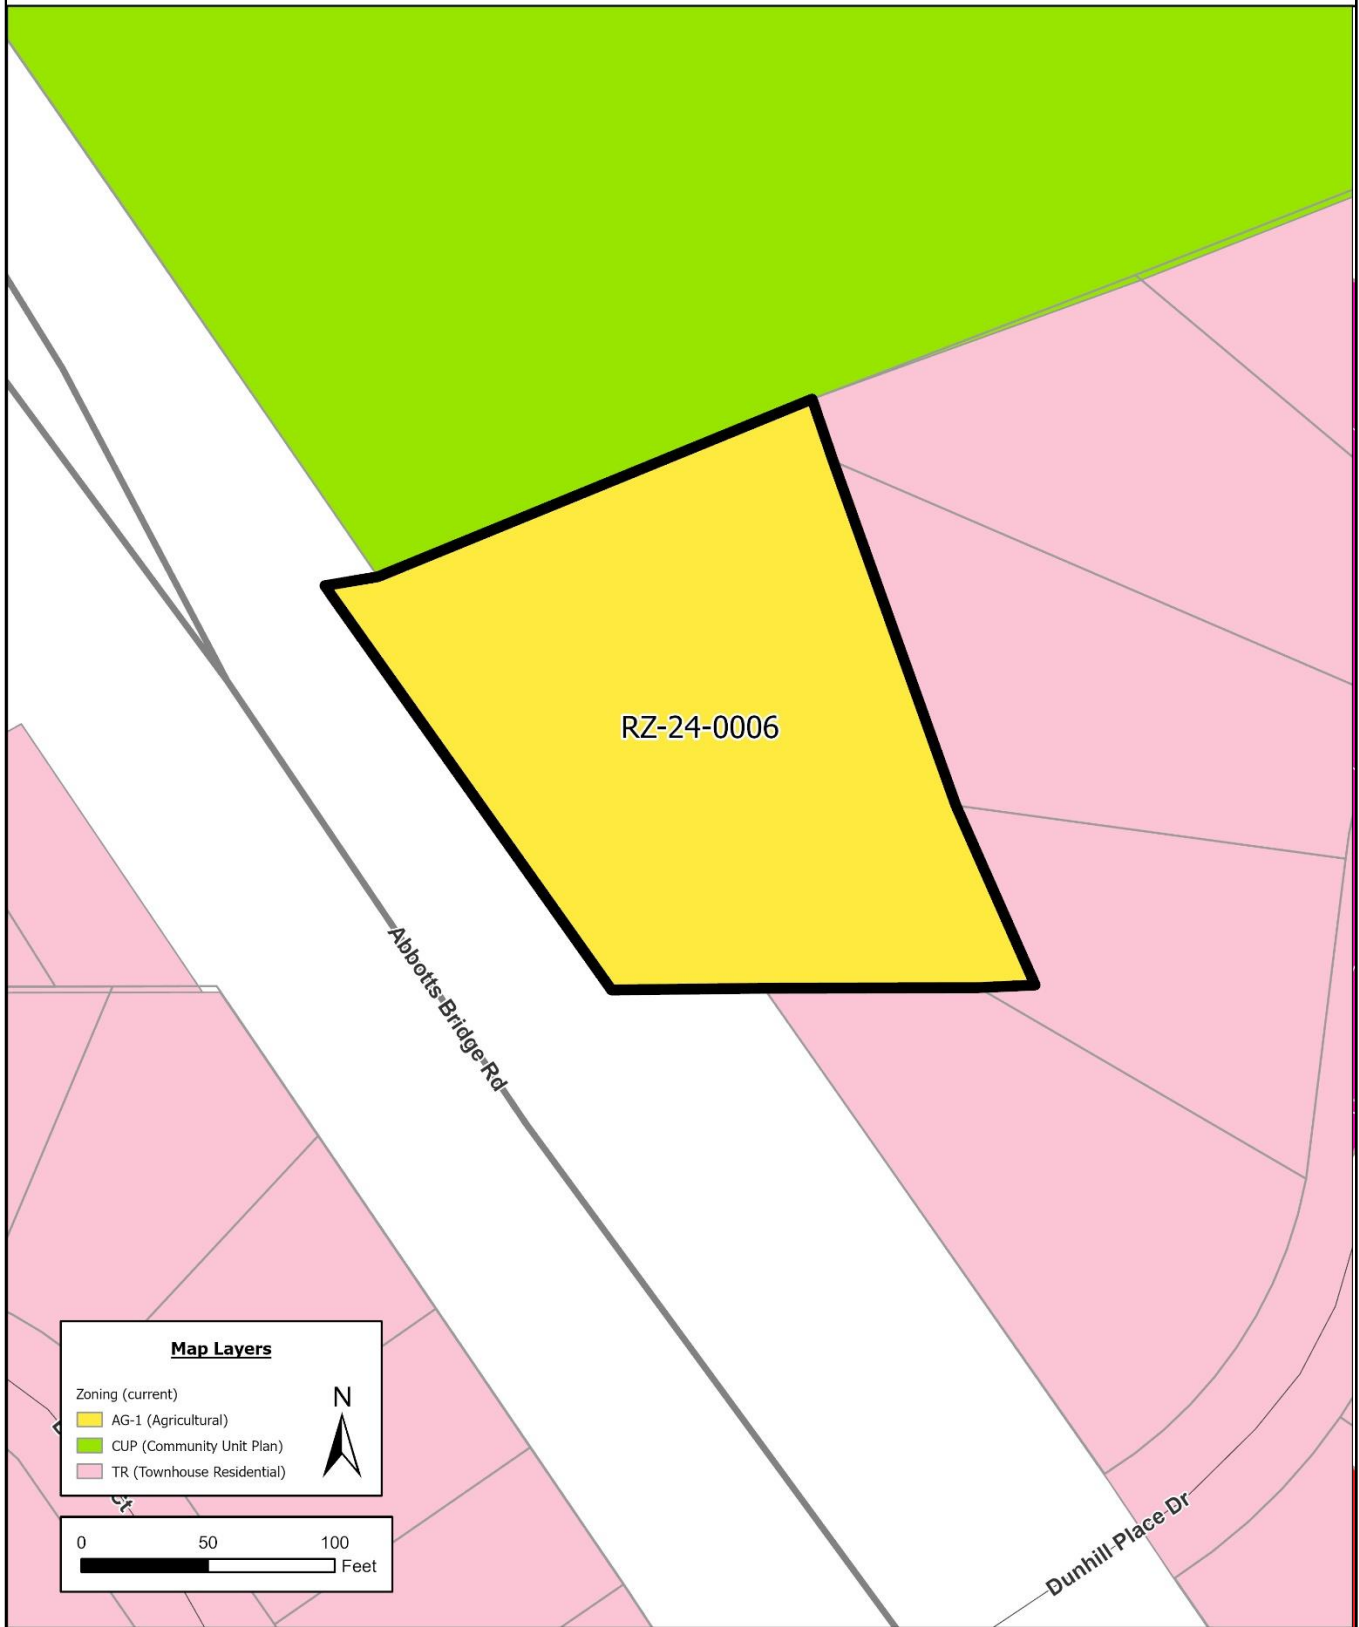 RZ-24-0006
Abbotts Bridge Rd
Map Layers
Zoning (current)
N
AG-1 (Agricultural)
CUP (Community Unit Plan)
TR (Townhouse Residential)
ct
0 50 100
Feet
Dunhill Place Dr